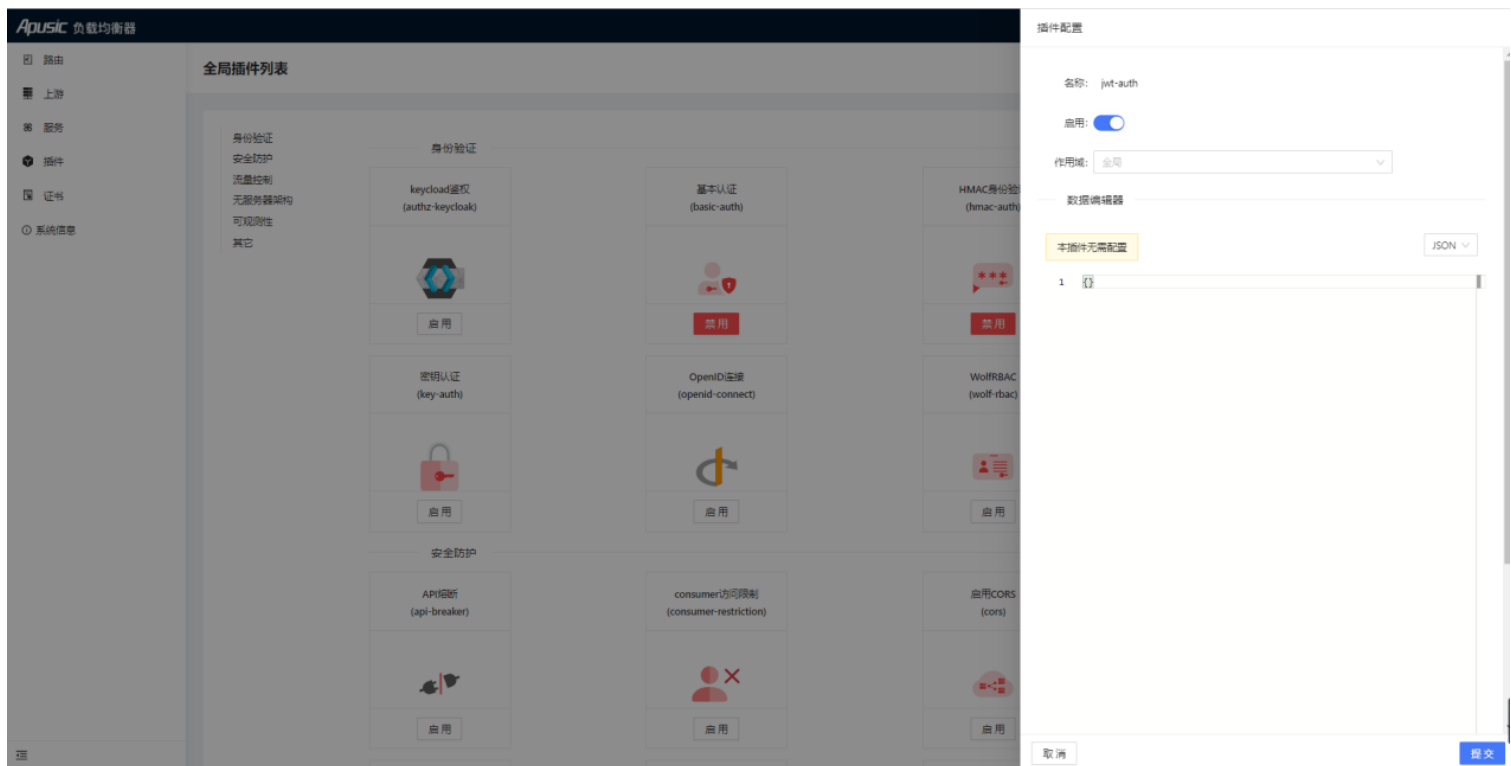 Apusic 负载均衡器
路由
上游
服务
插件
证书
系统信息
全局插件列表
身份验证
安全防护
流量控制
无服务器架构
可观测性
其它
身份验证
keycload鉴权
(authz-keycloak)
启用
基本认证
(basic-auth)
禁用
HMAC身份验
(hmac-auth)
禁用
密钥认证
(key-auth)
启用
OpenID连接
(openid-connect)
启用
WolfRBAC
(wolf-rbac)
启用
安全防护
API熔断
(api-breaker)
启用
consumer访问限制
(consumer-restriction)
启用
启用CORS
(cors)
启用
插件配置
名称: jwt-auth
启用:
作用域: 全局
数据编辑器
本插件无需配置
JSON
1 {}
取消
提交